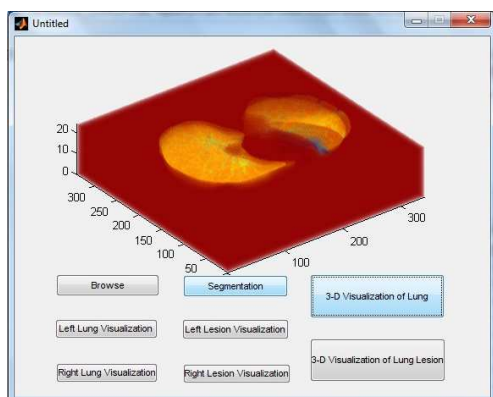 Untitled
20
10
0
300
250
200
150
100
50
100
200
300
Browse
Segmentation
3-D Visualization of Lung
Left Lung Visualization
Left Lesion Visualization
3-D Visualization of Lung Lesion
Right Lung Visualization
Right Lesion Visualization